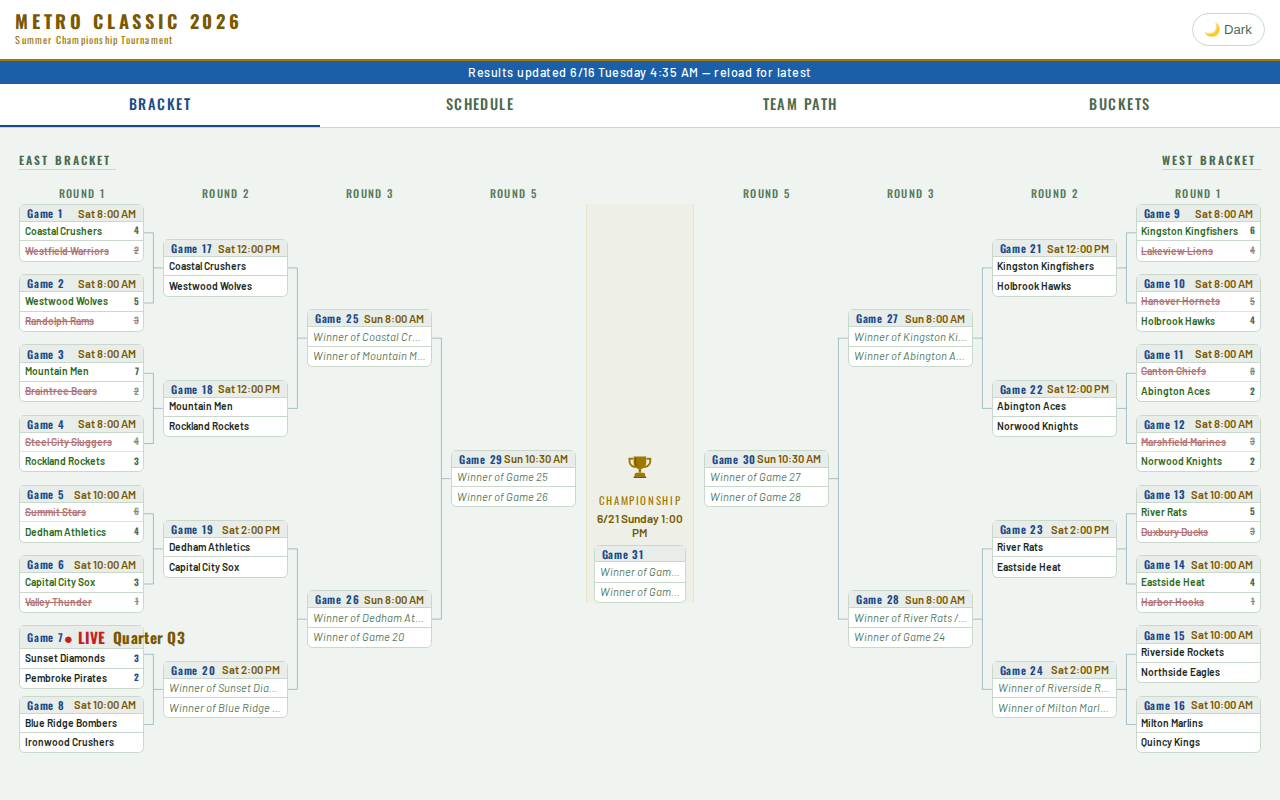 METRO CLASSIC 2026
Summer Championship Tournament
🌙 Dark
Results updated 6/16 Tuesday 4:35 AM — reload for latest
BRACKET
SCHEDULE
TEAM PATH
BUCKETS
EAST BRACKET
WEST BRACKET
ROUND 1
ROUND 2
ROUND 3
ROUND 5
ROUND 5
ROUND 3
ROUND 2
ROUND 1
Game 1 Sat 8:00 AM
Coastal Crushers 4
Westfield Warriors 2
Game 2 Sat 8:00 AM
Westwood Wolves 5
Randolph Rams 3
Game 3 Sat 8:00 AM
Mountain Men 7
Braintree Bears 2
Game 4 Sat 8:00 AM
Steel City Sluggers 4
Rockland Rockets 3
Game 5 Sat 10:00 AM
Summit Stars 6
Dedham Athletics 4
Game 6 Sat 10:00 AM
Capital City Sox 3
Valley Thunder 1
Game 7 ● LIVE Quarter Q3
Sunset Diamonds 3
Pembroke Pirates 2
Game 8 Sat 10:00 AM
Blue Ridge Bombers
Ironwood Crushers
Game 17 Sat 12:00 PM
Coastal Crushers
Westwood Wolves
Game 18 Sat 12:00 PM
Mountain Men
Rockland Rockets
Game 19 Sat 2:00 PM
Dedham Athletics
Capital City Sox
Game 20 Sat 2:00 PM
Winner of Sunset Dia...
Winner of Blue Ridge ...
Game 25 Sun 8:00 AM
Winner of Coastal Cr...
Winner of Mountain M...
Game 26 Sun 8:00 AM
Winner of Dedham At...
Winner of Game 20
Game 29 Sun 10:30 AM
Winner of Game 25
Winner of Game 26
CHAMPIONSHIP
6/21 Sunday 1:00
PM
Game 31
Winner of Gam...
Winner of Gam...
Game 30 Sun 10:30 AM
Winner of Game 27
Winner of Game 28
Game 27 Sun 8:00 AM
Winner of Kingston Ki...
Winner of Abington A...
Game 28 Sun 8:00 AM
Winner of River Rats /...
Winner of Game 24
Game 21 Sat 12:00 PM
Kingston Kingfishers
Holbrook Hawks
Game 22 Sat 12:00 PM
Abington Aces
Norwood Knights
Game 23 Sat 2:00 PM
River Rats
Eastside Heat
Game 24 Sat 2:00 PM
Winner of Riverside R...
Winner of Milton Marl...
Game 9 Sat 8:00 AM
Kingston Kingfishers 6
Lakeview Lions 4
Game 10 Sat 8:00 AM
Hanover Hornets 5
Holbrook Hawks 4
Game 11 Sat 8:00 AM
Canton Chiefs 8
Abington Aces 2
Game 12 Sat 8:00 AM
Marshfield Marines 3
Norwood Knights 2
Game 13 Sat 10:00 AM
River Rats 5
Duxbury Ducks 3
Game 14 Sat 10:00 AM
Eastside Heat 4
Harbor Hooks 1
Game 15 Sat 10:00 AM
Riverside Rockets
Northside Eagles
Game 16 Sat 10:00 AM
Milton Marlins
Quincy Kings